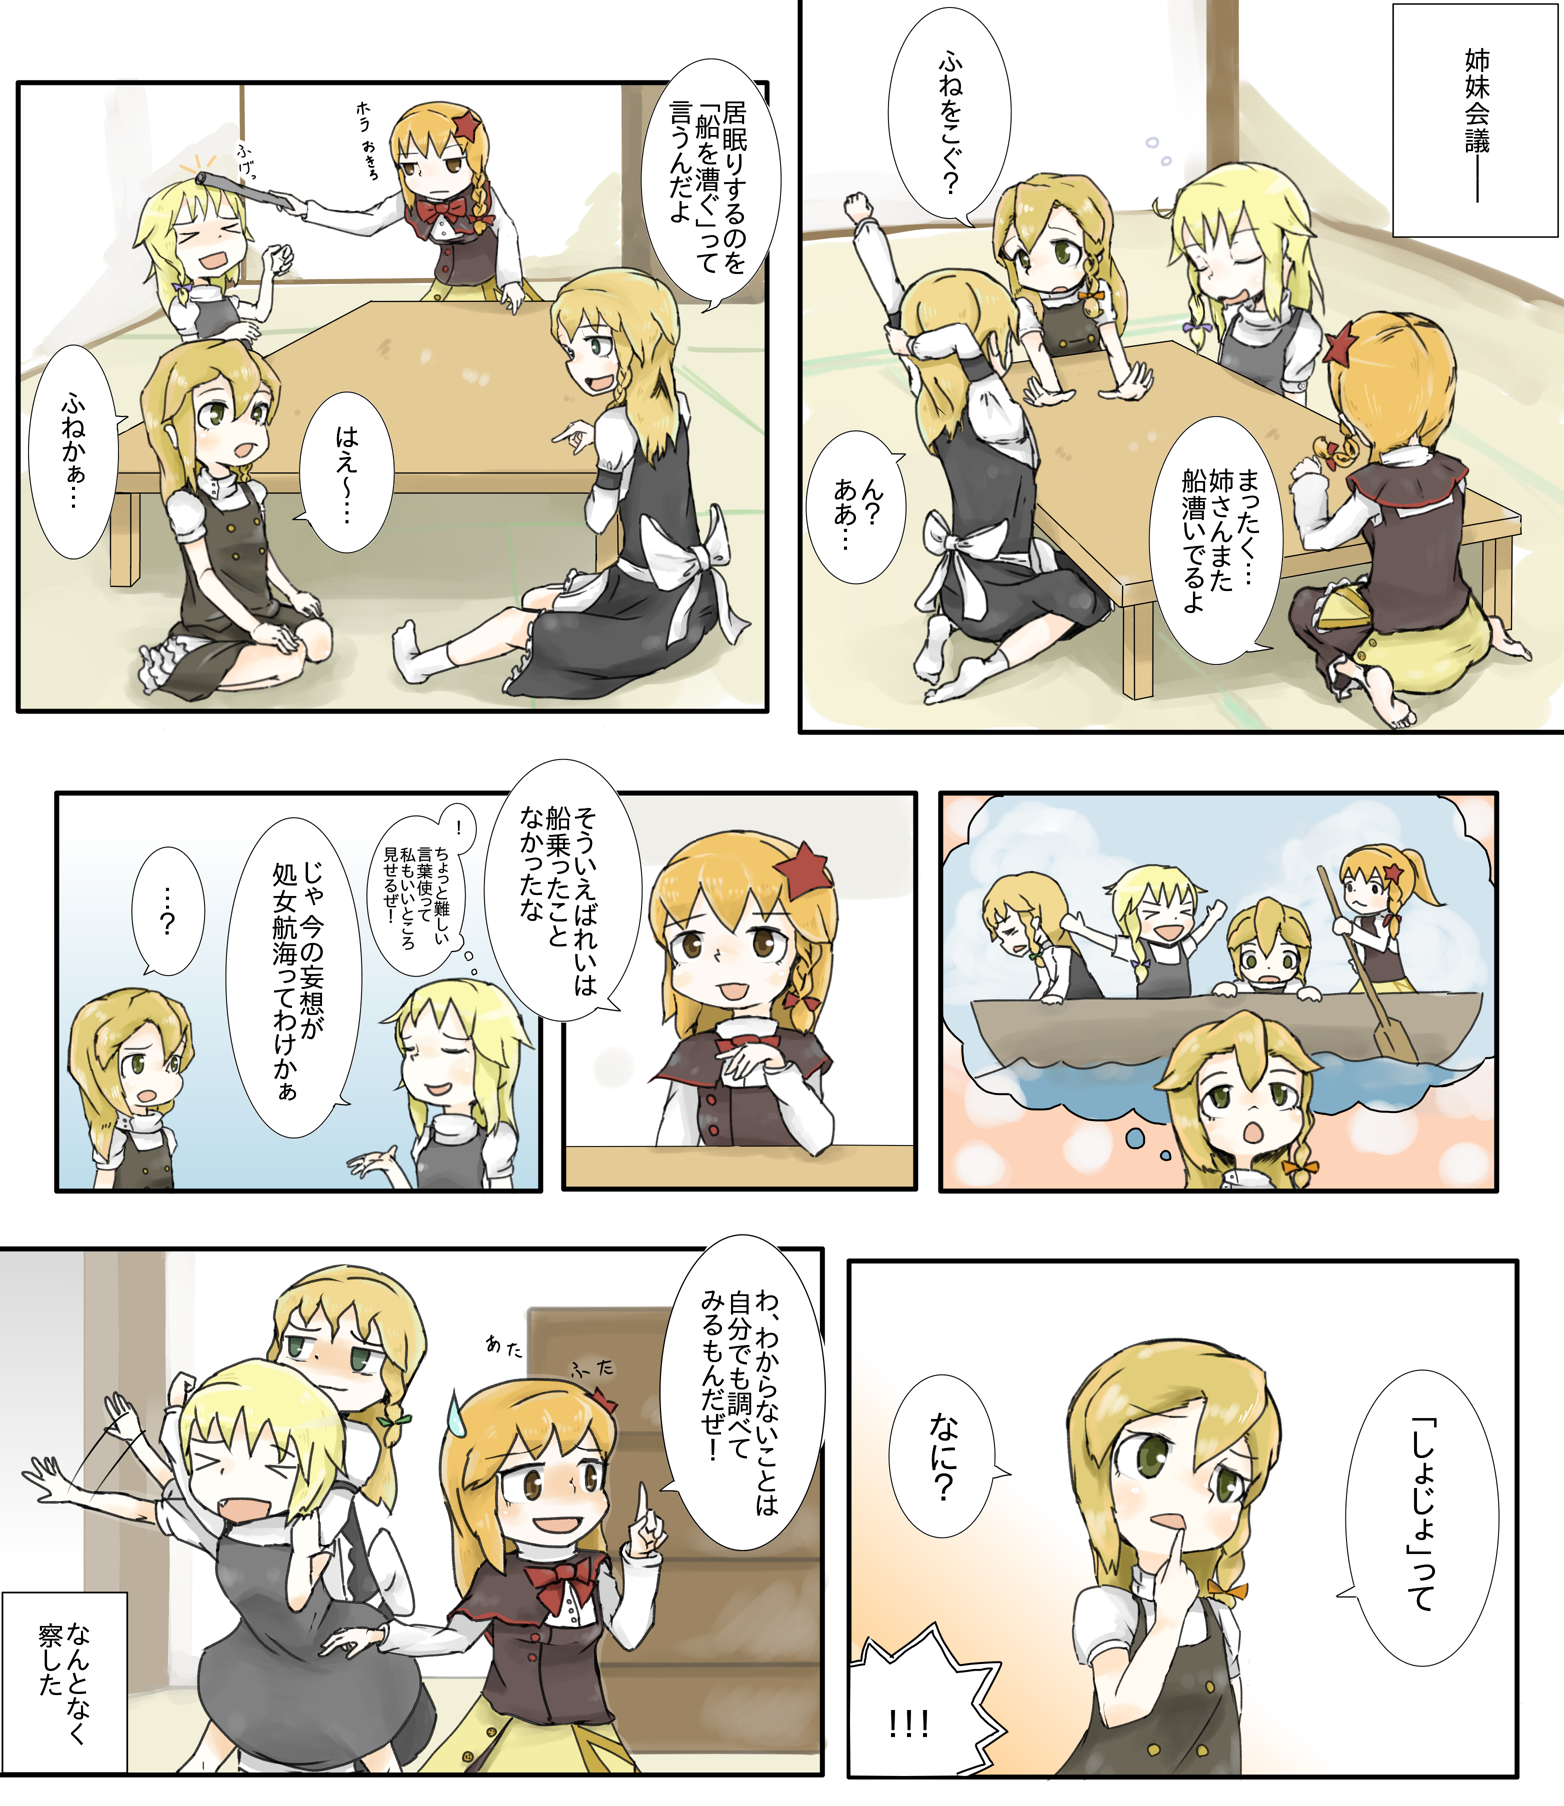 姉妹会議――
まったく…
姉さんまた
船漕いでるよ
ふねをこぐ?
ん?
ああ…
居眠りするのを
「船を漕ぐ」って
言うんだよ
ホラ おきろ
ふげっ
はえ～…
ふねかぁ…
そういえばれいは
船乗ったこと
なかったな
!
ちょっと難しい
言葉使って
私もいいところ
見せるぜ!
じゃ 今の妄想が
処女航海ってわけかぁ
…?
「しょじょ」って
なに?
!!!
わ、わからないことは
自分でも調べて
みるもんだぜ!
ふた
あた
なんとなく
察した